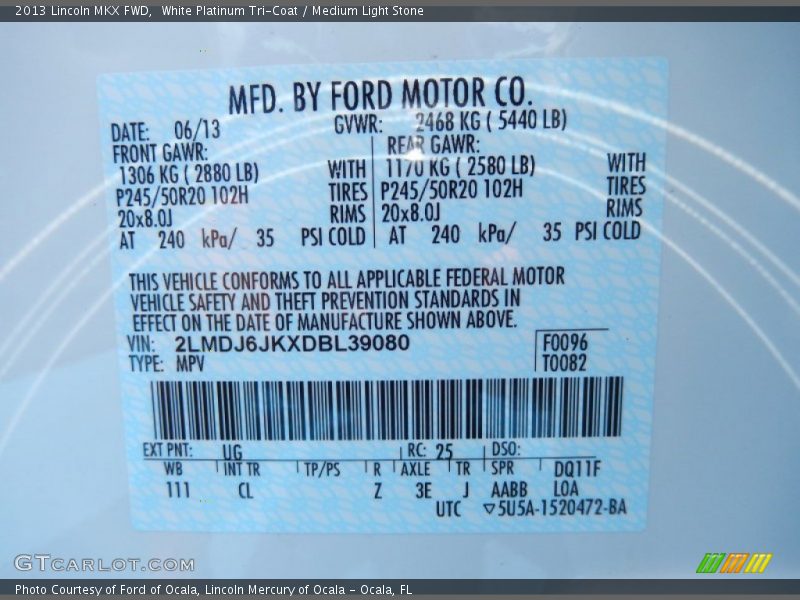 2013 Lincoln MKX FWD,  White Platinum Tri-Coat / Medium Light Stone
MFD. BY FORD MOTOR CO.
DATE: 06/13 GVWR: 2468 KG ( 5440 LB)
FRONT GAWR: REAR GAWR:
1306 KG ( 2880 LB) WITH 1170 KG ( 2580 LB) WITH
P245/50R20 102H TIRES P245/50R20 102H TIRES
20x8.0J RIMS 20x8.0J RIMS
AT 240 kPa/ 35 PSI COLD AT 240 kPa/ 35 PSI COLD
THIS VEHICLE CONFORMS TO ALL APPLICABLE FEDERAL MOTOR
VEHICLE SAFETY AND THEFT PREVENTION STANDARDS IN
EFFECT ON THE DATE OF MANUFACTURE SHOWN ABOVE.
VIN: 2LMDJ6JKXDBL39080 F0096
TYPE: MPV T0082
EXT PNT: UG RC: 25 DSO:
WB INT TR TP/PS R AXLE TR SPR DQ11F
111 CL Z 3E J AABB LOA
UTC ▽5U5A-1520472-BA
GTCARLOT.COM
Photo Courtesy of Ford of Ocala, Lincoln Mercury of Ocala - Ocala, FL